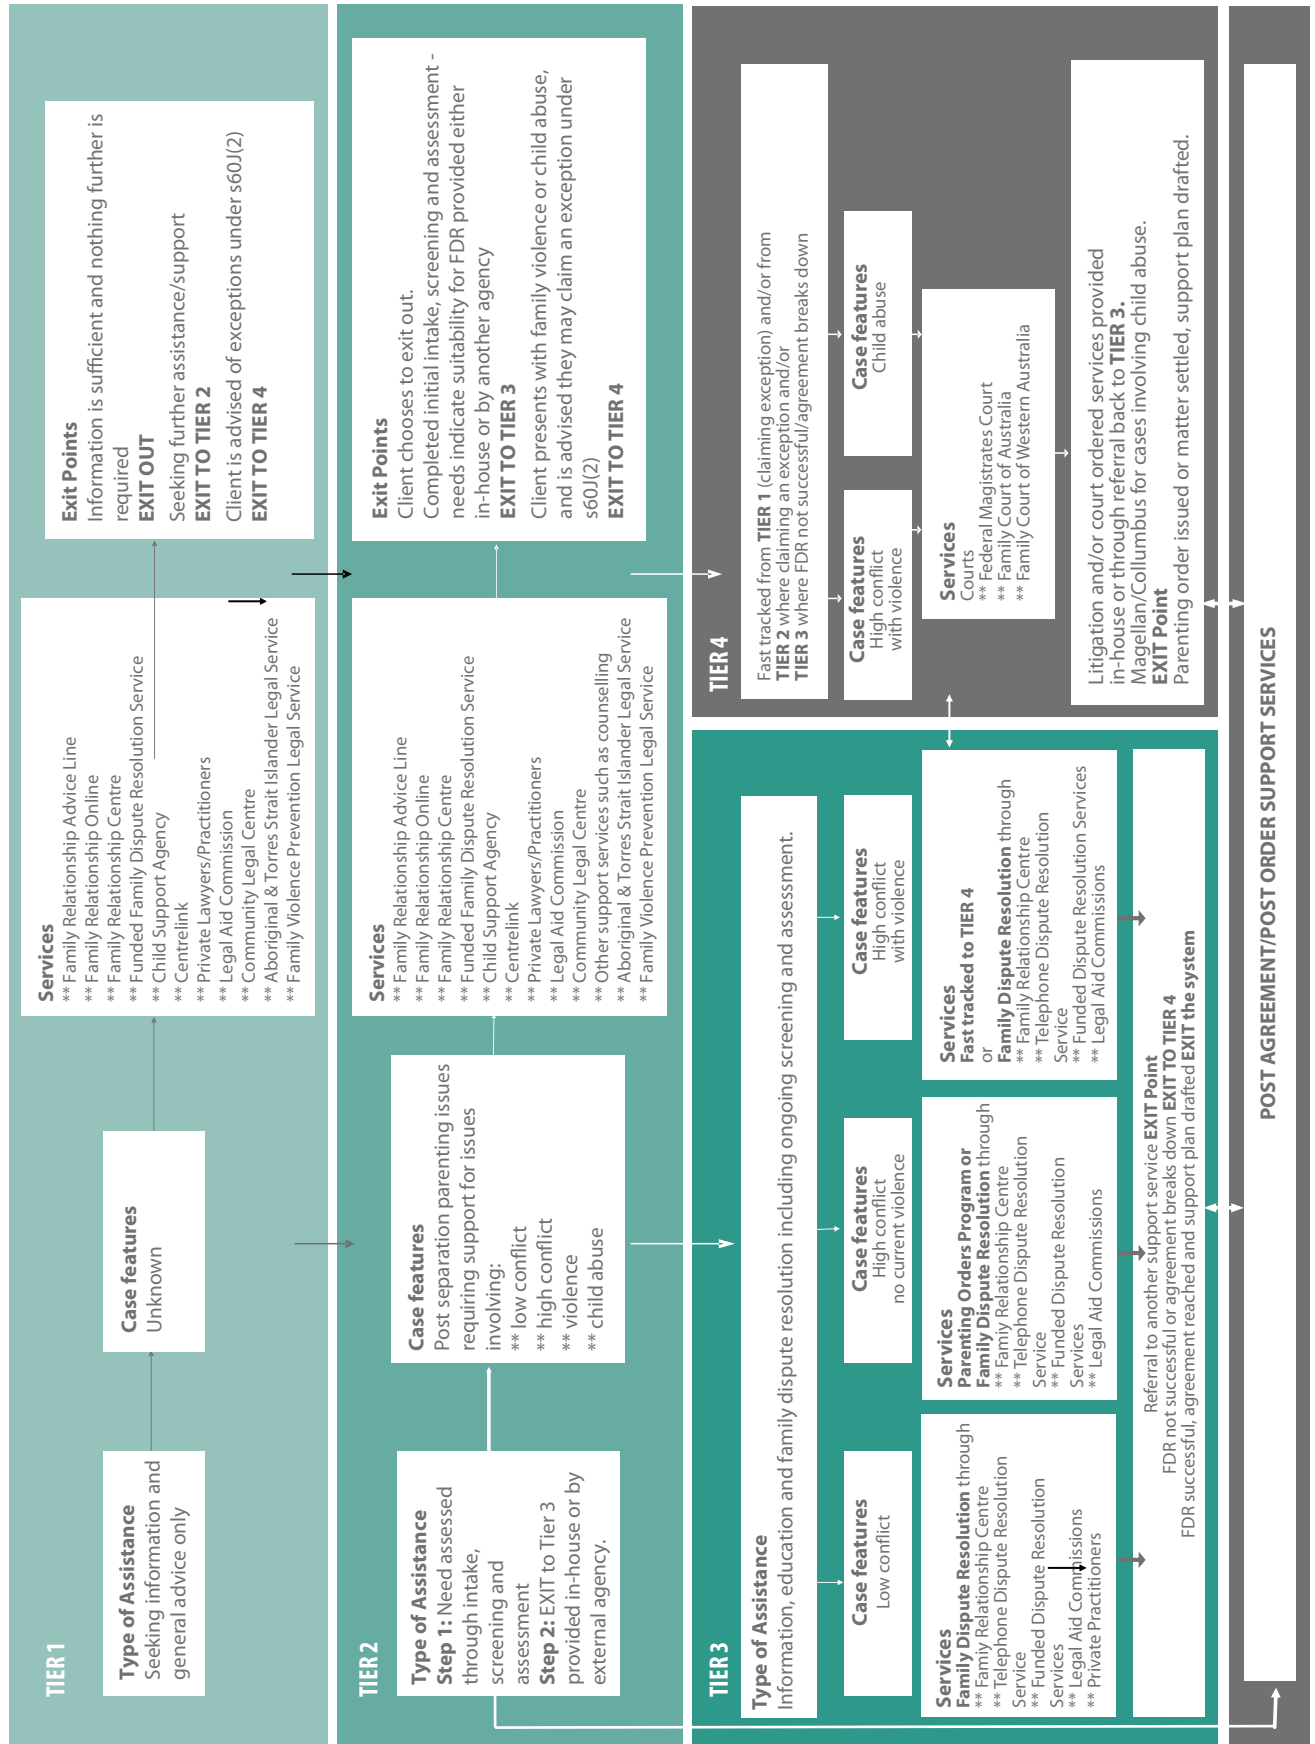 TIER 1
Type of Assistance
Seeking information and
general advice only
Case features
Unknown
Services
** Family Relationship Advice Line
** Family Relationship Online
** Family Relationship Centre
** Funded Family Dispute Resolution Service
** Child Support Agency
** Centrelink
**Private Lawyers/Practitioners
**Legal Aid Commission
**Community Legal Centre
** Aboriginal & Torres Strait Islander Legal Service
** Family Violence Prevention Legal Service
Exit Points
Information is sufficient and nothing further is
required
EXIT OUT
Seeking further assistance/support
EXIT TO TIER 2
Client is advised of exceptions under s60J(2)
EXIT TO TIER 4
TIER 2
Type of Assistance
Step 1: Need assessed
through intake,
screening and
assessment
Step 2: EXIT to Tier 3
provided in-house or by
external agency.
Case features
Post separation parenting issues
requiring support for issues
involving:
** low conflict
** high conflict
** violence
** child abuse
Services
** Family Relationship Advice Line
** Family Relationship Online
** Family Relationship Centre
** Funded Family Dispute Resolution Service
** Child Support Agency
** Centrelink
** Private Lawyers/Practitioners
**Legal Aid Commission
**Community Legal Centre
** Other support services such as counselling
** Aboriginal & Torres Strait Islander Legal Service
** Family Violence Prevention Legal Service
Exit Points
Client chooses to exit out.
Completed initial intake, screening and assessment -
needs indicate suitability for FDR provided either
in-house or by another agency
EXIT TO TIER 3
Client presents with family violence or child abuse,
and is advised they may claim an exception under
s60J(2)
EXIT TO TIER 4
TIER 3
Type of Assistance
Information, education and family dispute resolution including ongoing screening and assessment.
Case features
Low conflict
Services
Family Dispute Resolution through
** Family Relationship Centre
** Telephone Dispute Resolution
Service
** Funded Dispute Resolution
Services
** Legal Aid Commissions
** Private Practitioners
Case features
High conflict
no current violence
Services
Parenting Orders Program or
Family Dispute Resolution through
** Famiy Relationship Centre
** Telephone Dispute Resolution
Service
** Funded Dispute Resolution
Services
** Legal Aid Commissions
Case features
High conflict
with violence
Services
Fast tracked to TIER 4
or
Family Dispute Resolution through
** Family Relationship Centre
** Telephone Dispute Resolution
Service
** Funded Dispute Resolution Services
** Legal Aid Commissions
Referral to another support service EXIT Point
FDR not successful or agreement breaks down EXIT TO TIER 4
FDR successful, agreement reached and support plan drafted EXIT the system
TIER 4
Fast tracked from TIER 1 (claiming exception) and/or from
TIER 2 where claiming an exception and/or
TIER 3 where FDR not successful/agreement breaks down
Case features
High conflict
with violence
Case features
Child abuse
Services
Courts
** Federal Magistrates Court
** Family Court of Australia
** Family Court of Western Australia
Litigation and/or court ordered services provided
in-house or through referral back to TIER 3.
Magellan/Collumbus for cases involving child abuse.
EXIT Point
Parenting order issued or matter settled, support plan drafted.
POST AGREEMENT/POST ORDER SUPPORT SERVICES